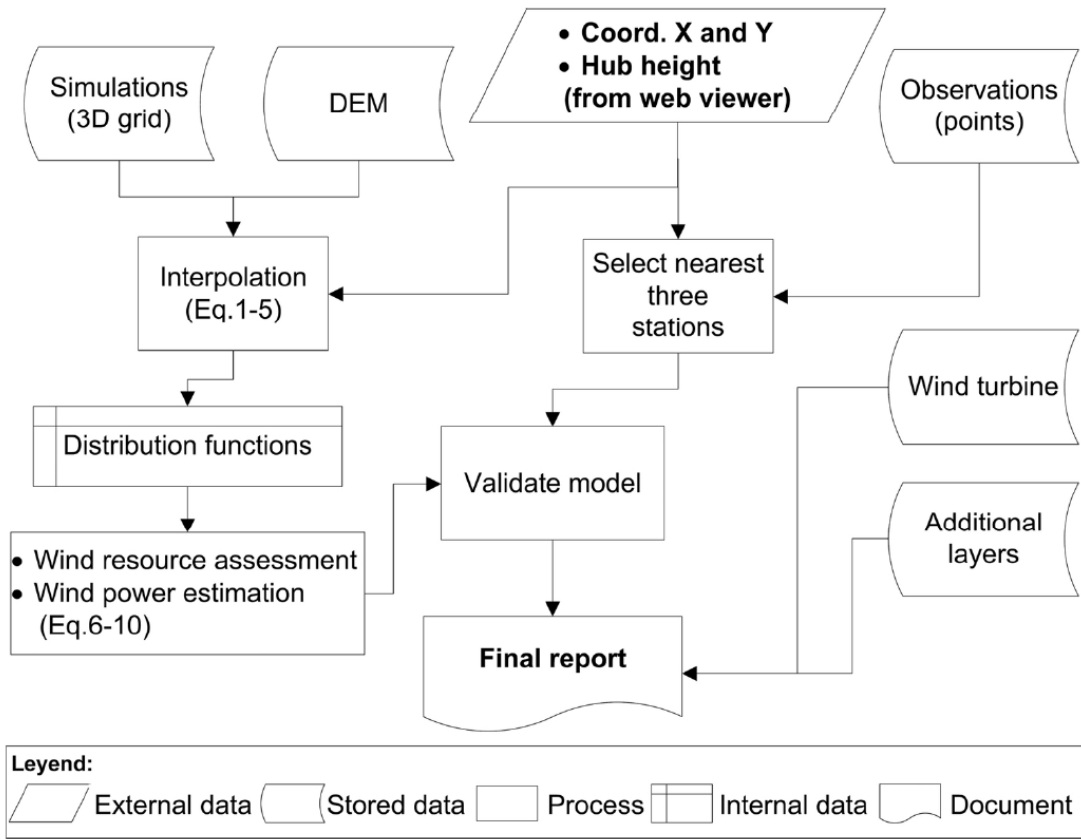 Simulations
(3D grid)
DEM
• Coord. X and Y
• Hub height
(from web viewer)
Observations
(points)
Interpolation
(Eq.1-5)
Select nearest
three
stations
Wind turbine
Distribution functions
Validate model
Additional
layers
• Wind resource assessment
• Wind power estimation
(Eq.6-10)
Final report
Leyend:
External data
Stored data
Process
Internal data
Document